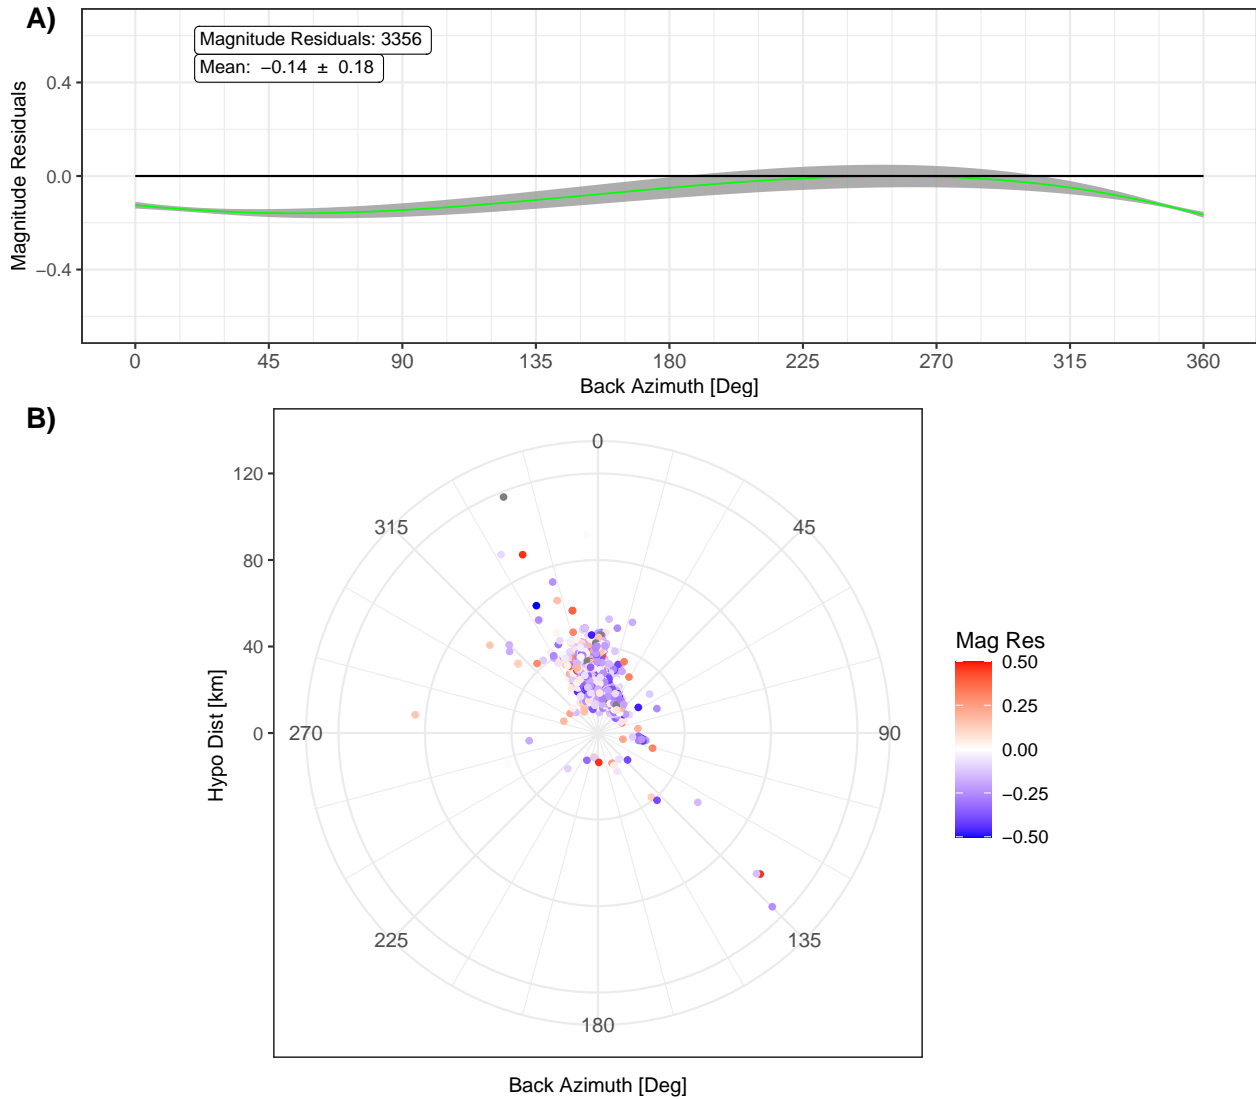 A)
Magnitude Residuals: 3356
Mean:  −0.14  ±  0.18
Magnitude Residuals
0.4
0.0
−0.4
0 45 90 135 180 225 270 315 360
Back Azimuth [Deg]
B)
Hypo Dist [km]
120
80
40
0
0
45
90
135
180
225
270
315
Back Azimuth [Deg]
Mag Res
0.50
0.25
0.00
−0.25
−0.50